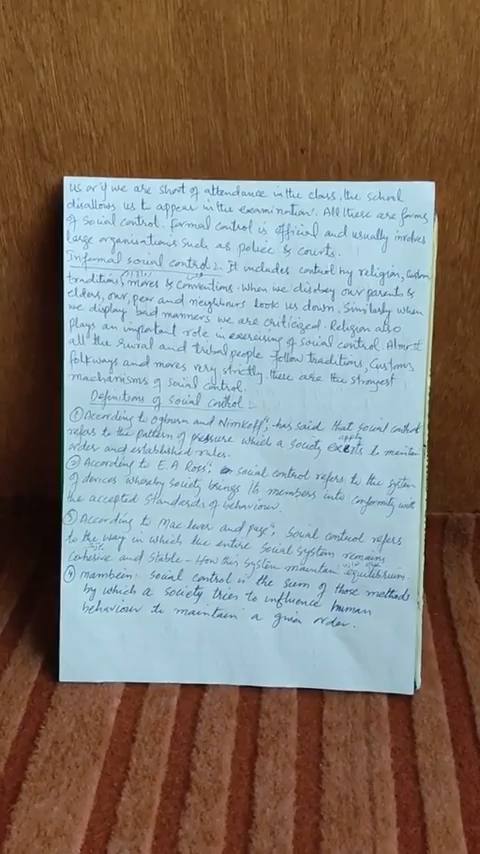 us or if we are short of attendance in the class, the school
disallows us to appear in the examination. All these are forms
of social control. Formal control is official and usually involves
large organisations such as police & courts.
Informal social control :- It includes control by religion, custom
traditions, mores & conventions. When we disobey our parents &
elders, our peer and neighbours look us down. Similarly when
we display bad manners we are criticized. Religion also
plays an important role in exercising of social control. Almost
all the rural and tribal people follow traditions, customs,
folkways and mores very strictly. these are the strongest
machanisms of social control.
Definitions of social control :-
① According to Ogburn and Nimkoff", has said that social control
refers to the pattern of pressure which a society exerts apply to maintain
order and established rules.
② According to E.A Ross: social control refers to the system
of devices whereby society brings its members into conformity with
the accepted standards of behaviour.
③ According to Mac Iever and page", Social control refers
to the way in which the entire Social System remains
Cohesive and stable - How this system maintain equilibrium.
④ mamheim: Social control is the sum of those methods
by which a society tries to influence human
behaviour to maintain a given order.